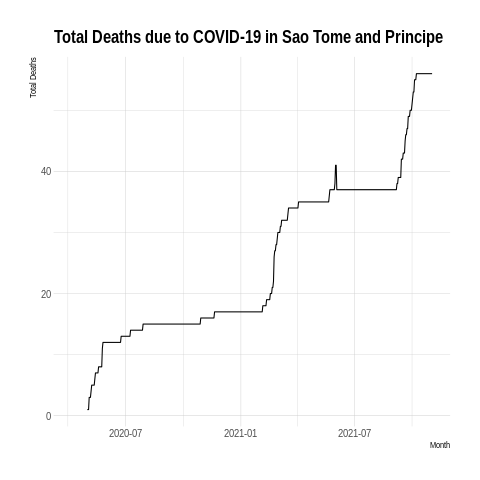 Total Deaths due to COVID-19 in Sao Tome and Principe
Total Deaths
40
20
0
2020-07
2021-01
2021-07
Month